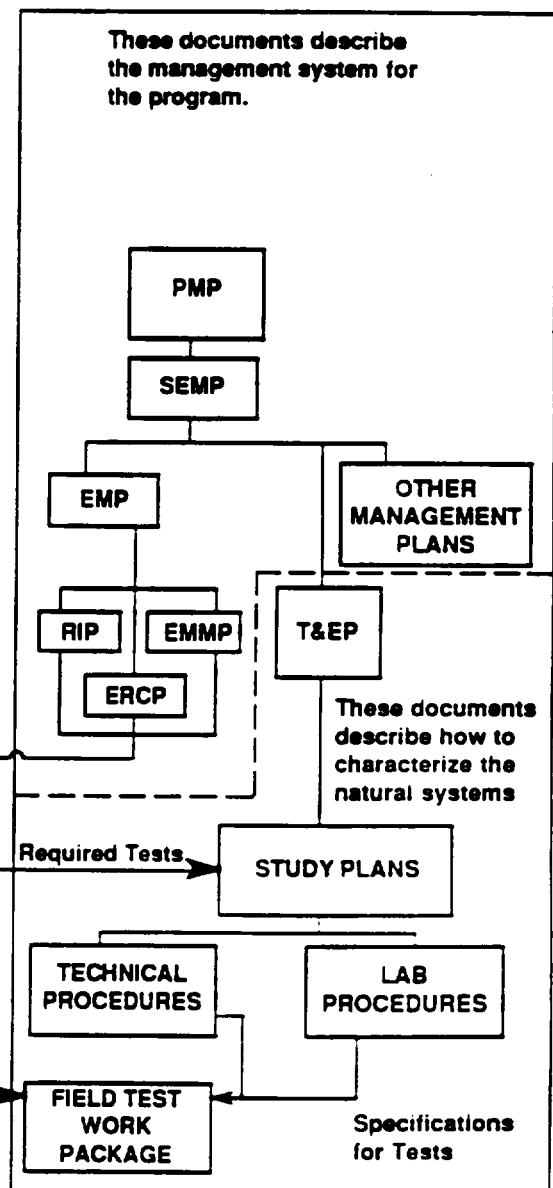 These documents describe
the management system for
the program.
PMP
SEMP
EMP
OTHER
MANAGEMENT
PLANS
RIP
EMMP
T&EP
ERCP
These documents
describe how to
characterize the
natural systems
Required Tests
STUDY PLANS
TECHNICAL
PROCEDURES
LAB
PROCEDURES
FIELD TEST
WORK
PACKAGE
Specifications
for Tests